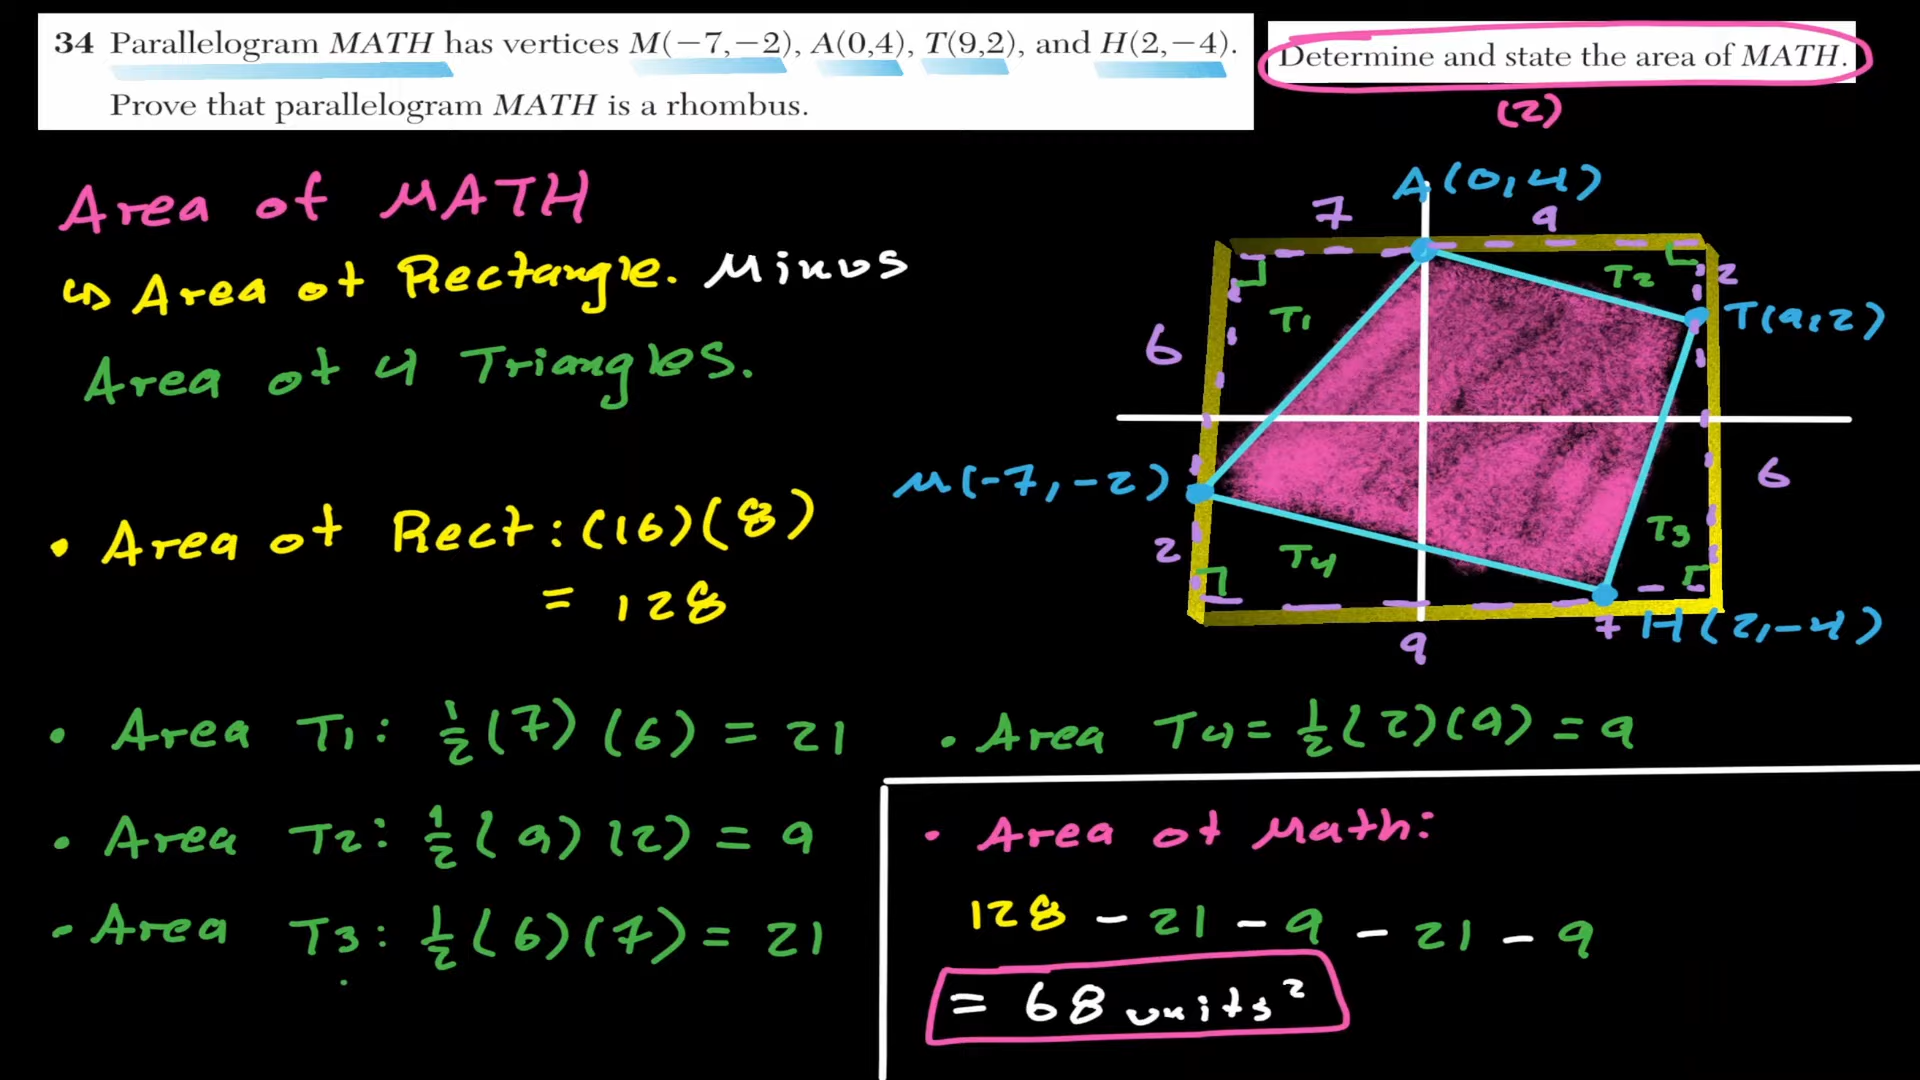 34 Parallelogram MATH has vertices M(−7,−2), A(0,4), T(9,2), and H(2,−4).
Prove that parallelogram MATH is a rhombus.
Determine and state the area of MATH.
(2)
Area of MATH
↪ Area of Rectangle. Minus
Area of 4 Triangles.
• Area of Rect: (16)(8)
= 128
A(0,4)
7
9
T1
T2
2
T(9,2)
6
M(-7,-2)
6
2
T4
T3
9
7
H(2,-4)
• Area T1: 1/2(7)(6) = 21
• Area T2: 1/2(9)(2) = 9
• Area T3: 1/2(6)(7) = 21
• Area T4 = 1/2(2)(9) = 9
• Area of Math:
128 - 21 - 9 - 21 - 9
= 68 units²